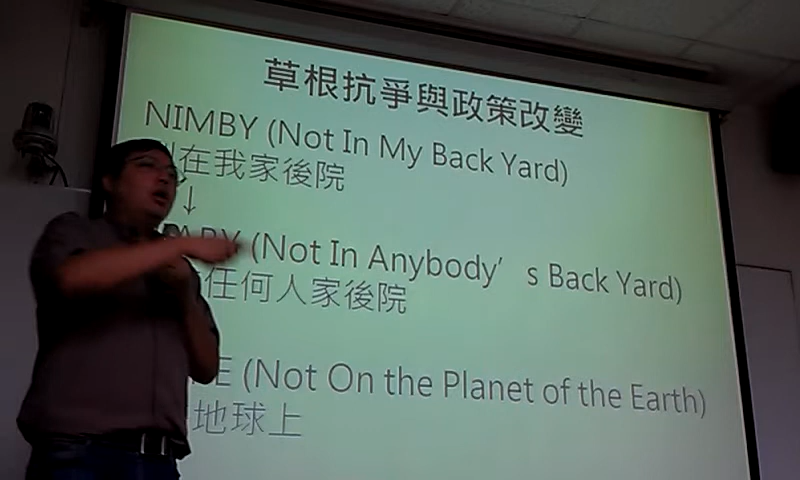 草根抗爭與政策改變
NIMBY (Not In My Back Yard)
在我家後院
↓
(Not In Anybody's Back Yard)
任何人家後院
(Not On the Planet of the Earth)
地球上